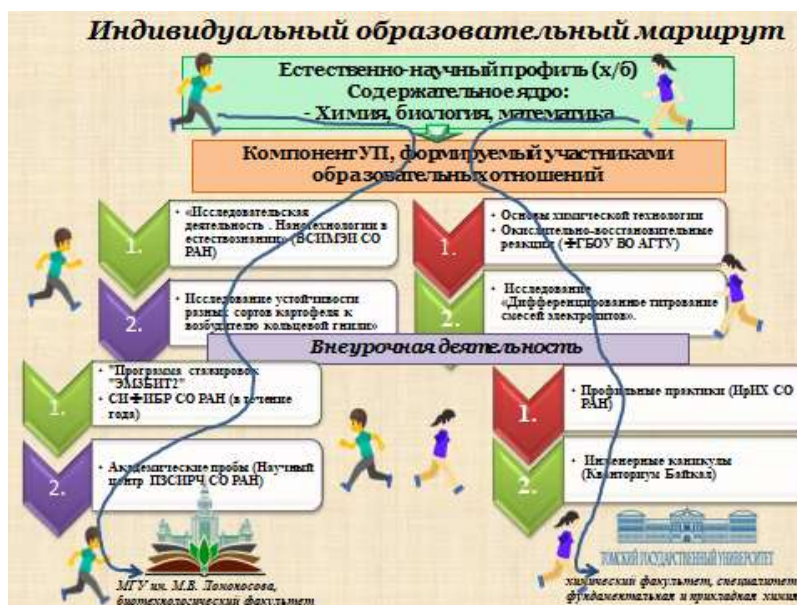 Индивидуальный образовательный маршрут
Естественно-научный профиль (х/б)
Содержательное ядро:
- Химия, биология, математика
Компонент УП, формируемый участниками
образовательных отношений
1.
• «Исследовательская
деятельность . Нанотехнологии в
естествознании» (ВСИМЭИ СО
РАН)
2.
• Исследование устойчивости
разных сортов картофеля к
возбудителю кольцевой гнили»
1.
• Основы химической технологии
• Окислительно-восстановительные
реакции (ФГБОУ ВО АГТУ)
2.
• Исследование
«Дифференцированное титрование
смесей электролитов».
Внеурочная деятельность
1.
• "Программа стажировок
"ЭМЗБИТ2"
• СИФИБР СО РАН (в течение
года)
2.
• Академические пробы (Научный
центр ПЗСИРЧ СО РАН)
1.
• Профильные практики (ИрИХ СО
РАН)
2.
• Инженерные каникулы
(Кванториум Байкал)
МГУ им. М.В. Ломоносова,
биотехнологический факультет
ТОМСКИЙ ГОСУДАРСТВЕННЫЙ УНИВЕРСИТЕТ
химический факультет, специалитет
фундаментальная и прикладная химия